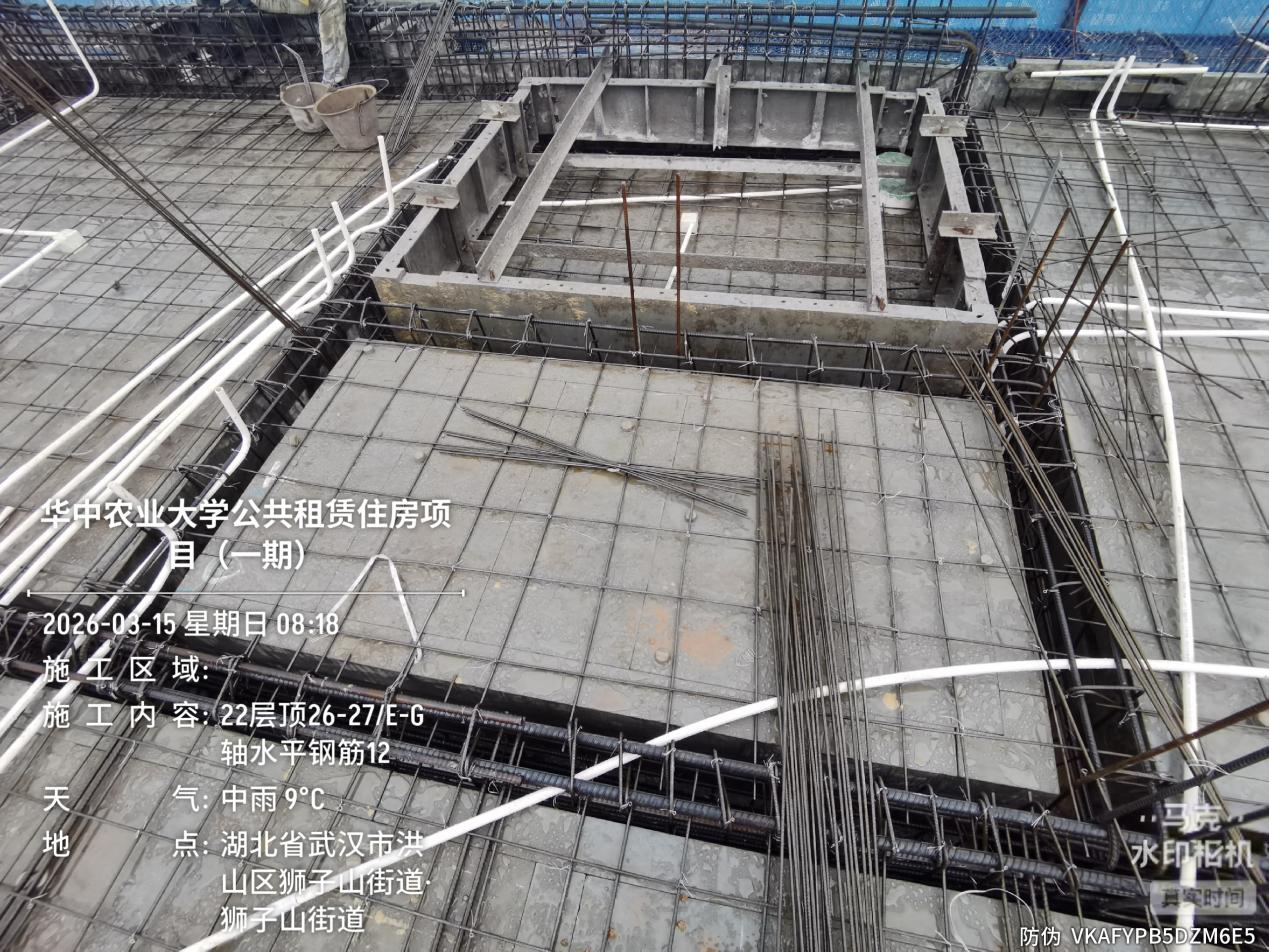 华中农业大学公共租赁住房项
目（一期）
2026-03-15 星期日 08:18
施工区域:
施工内容: 22层顶26-27/E-G
轴水平钢筋12
天气: 中雨 9°C
地点: 湖北省武汉市洪
山区狮子山街道·
狮子山街道
马克
水印相机
真实时间
防伪 VKAFYPB5DZM6E5